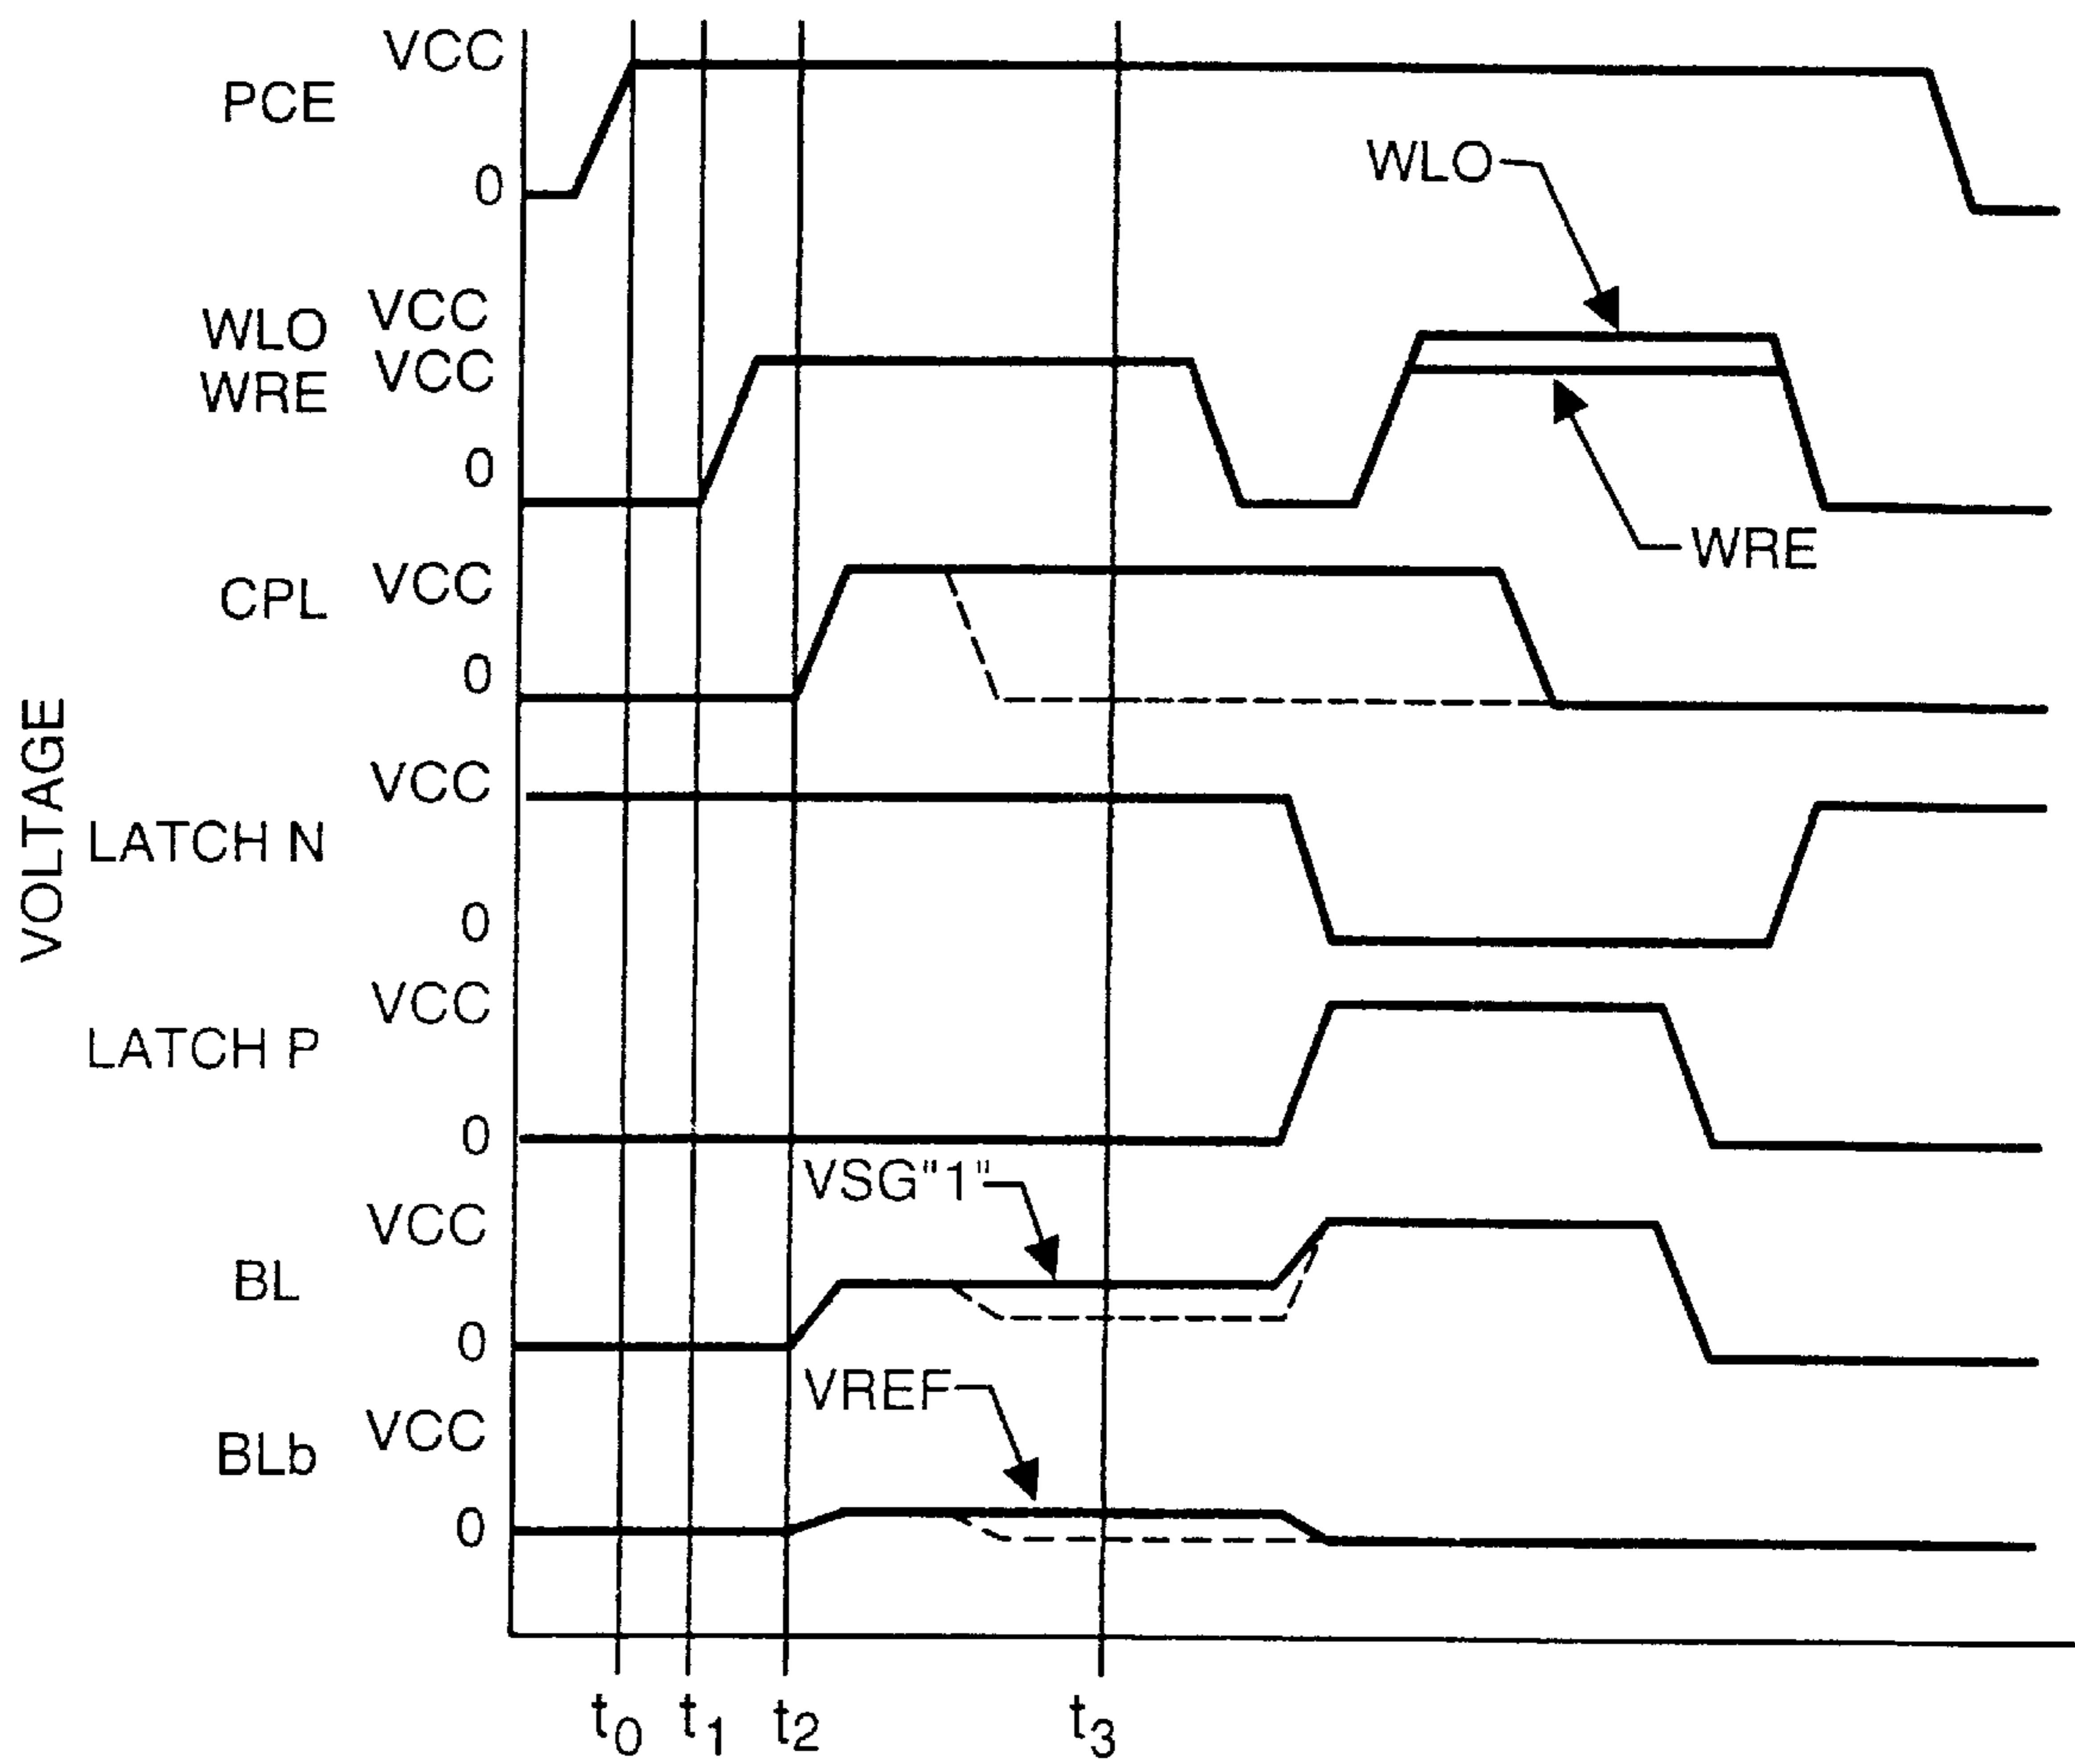 VCC
PCE
0
WLO
WLO VCC
WRE VCC
0
WRE
CPL VCC
0
VOLTAGE
VCC
LATCH N
0
VCC
LATCH P
0
VSG"1"
VCC
BL
0
VREF
VCC
BLb
0
t0 t1 t2 t3